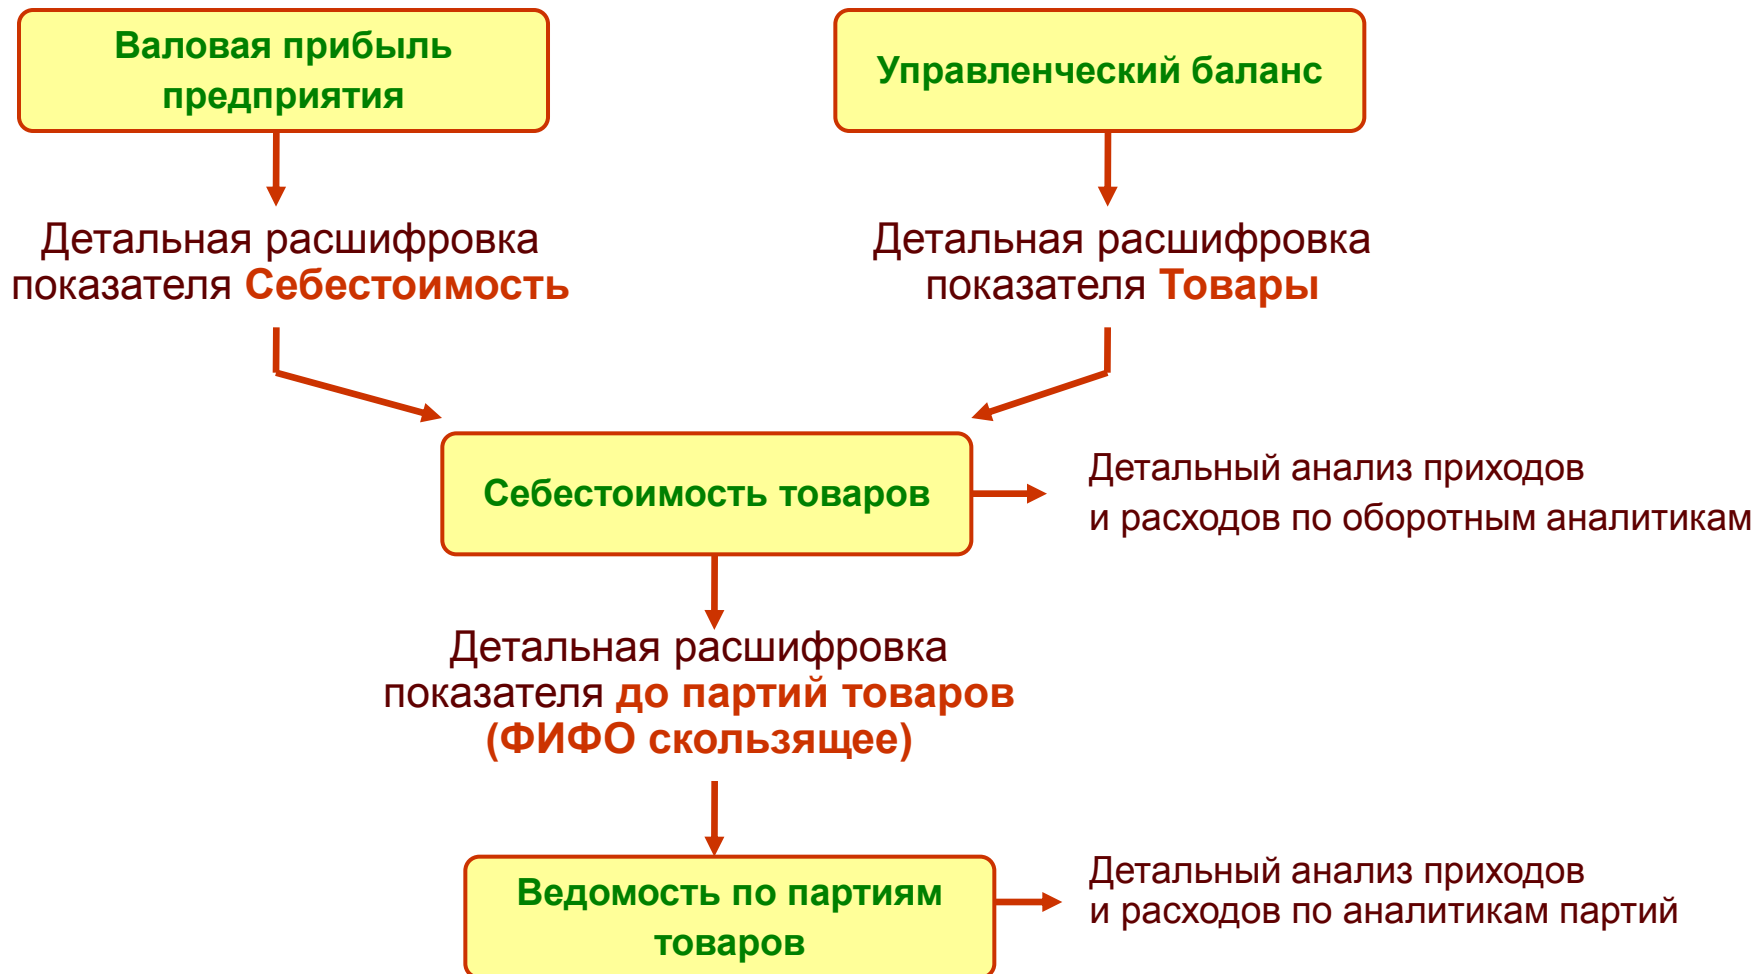 Валовая прибыль
предприятия
Управленческий баланс
Детальная расшифровка
показателя Себестоимость
Детальная расшифровка
показателя Товары
Себестоимость товаров
Детальный анализ приходов
и расходов по оборотным аналитикам
Детальная расшифровка
показателя до партий товаров
(ФИФО скользящее)
Ведомость по партиям
товаров
Детальный анализ приходов
и расходов по аналитикам партий